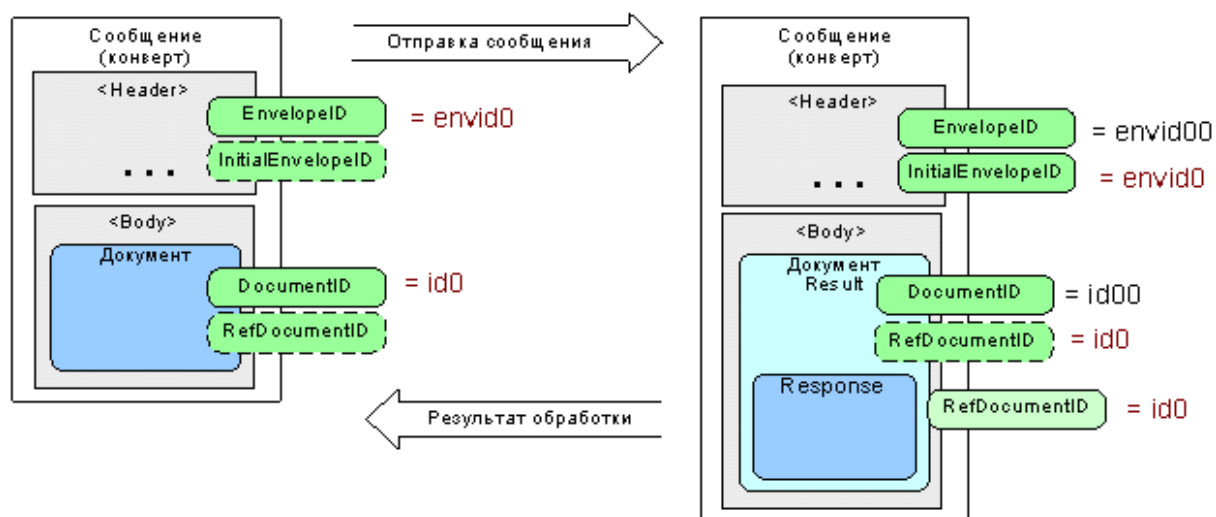 Сообщение
(конверт)
<Header>
EnvelopeID
= envid0
InitialEnvelopeID
...
<Body>
Документ
DocumentID
= id0
RefDocumentID
Отправка сообщения
Результат обработки
Сообщение
(конверт)
<Header>
EnvelopeID
= envid00
InitialEnvelopeID
= envid0
...
<Body>
Документ
Result
DocumentID
= id00
RefDocumentID
= id0
Response
RefDocumentID
= id0